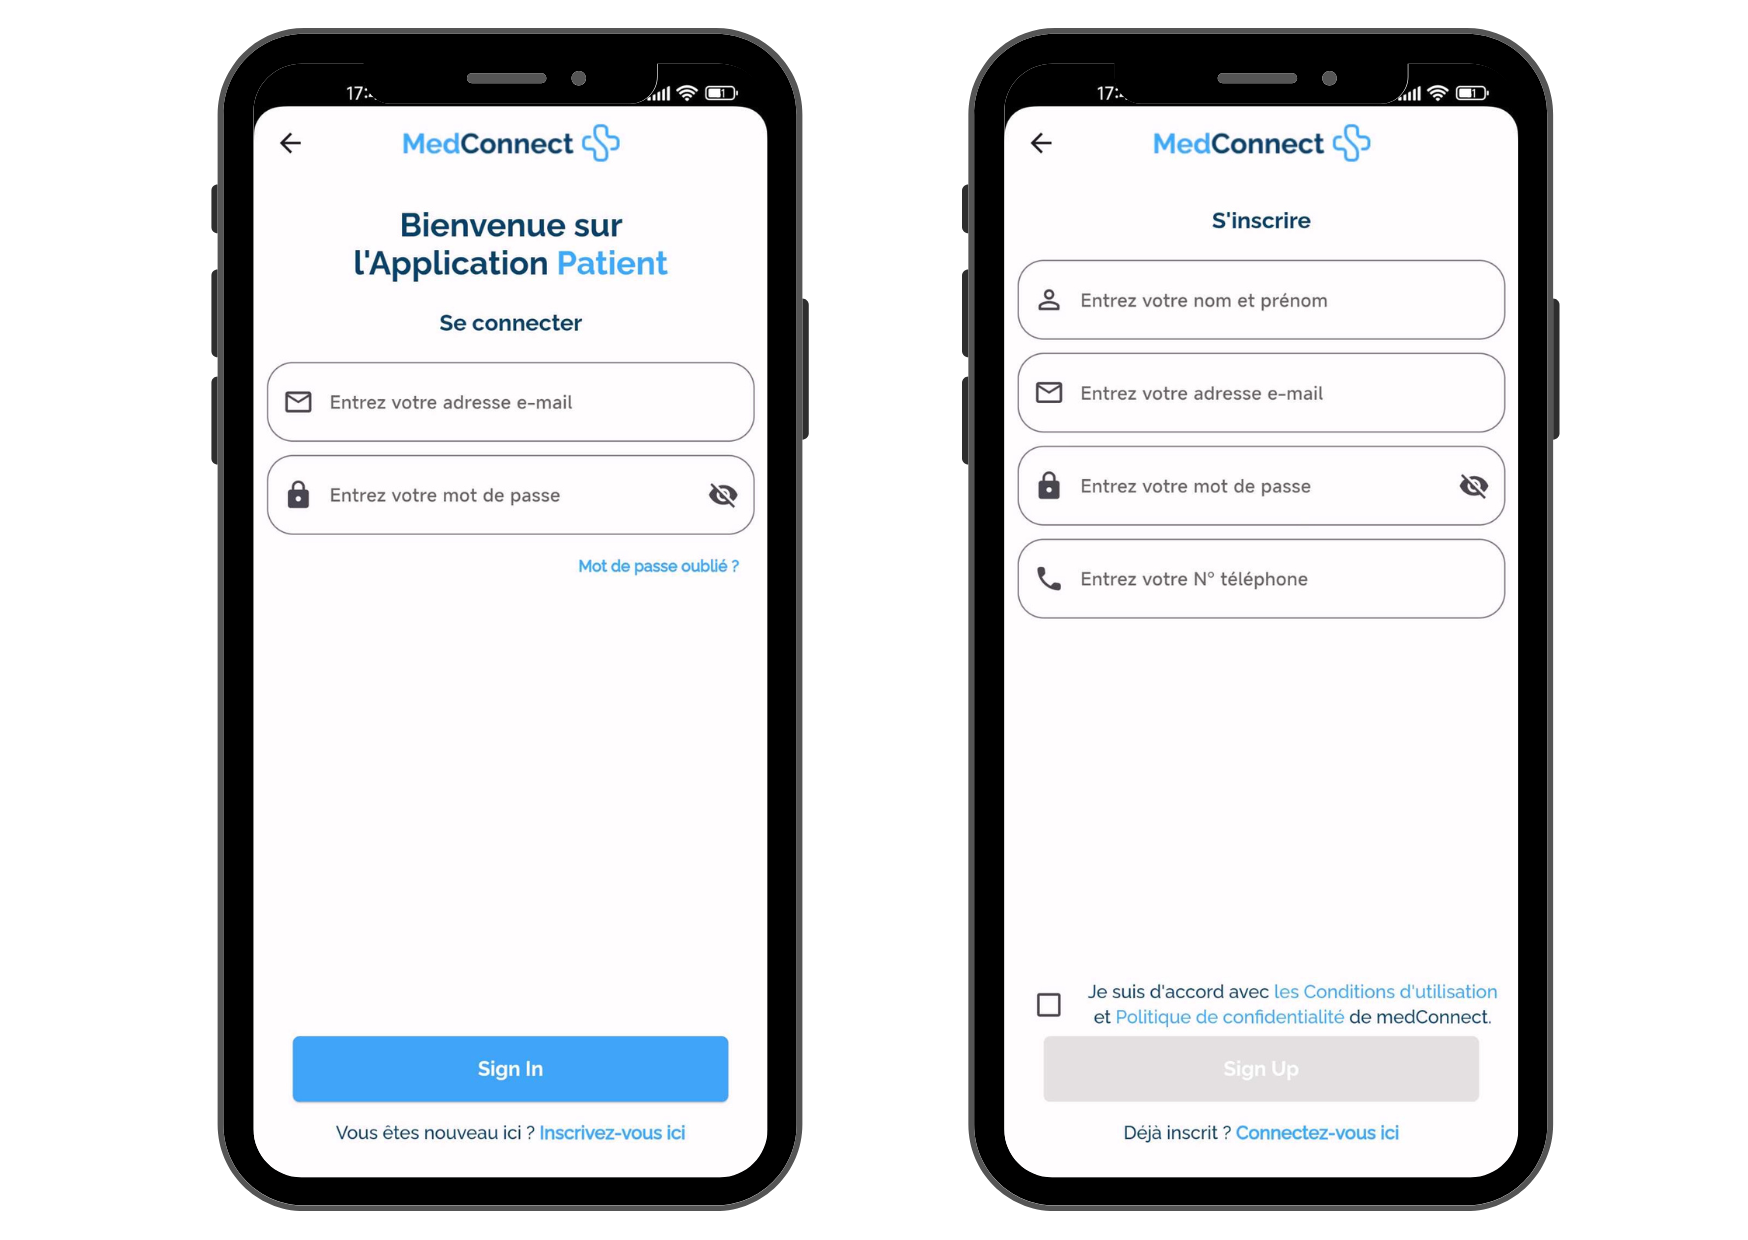 MedConnect
Bienvenue sur
l'Application Patient
Se connecter
Entrez votre adresse e-mail
Entrez votre mot de passe
Mot de passe oublié ?
Sign In
Vous êtes nouveau ici ? Inscrivez-vous ici
MedConnect
S'inscrire
Entrez votre nom et prénom
Entrez votre adresse e-mail
Entrez votre mot de passe
Entrez votre N° téléphone
Je suis d'accord avec les Conditions d'utilisation
et Politique de confidentialité de medConnect.
Sign Up
Déjà inscrit ? Connectez-vous ici